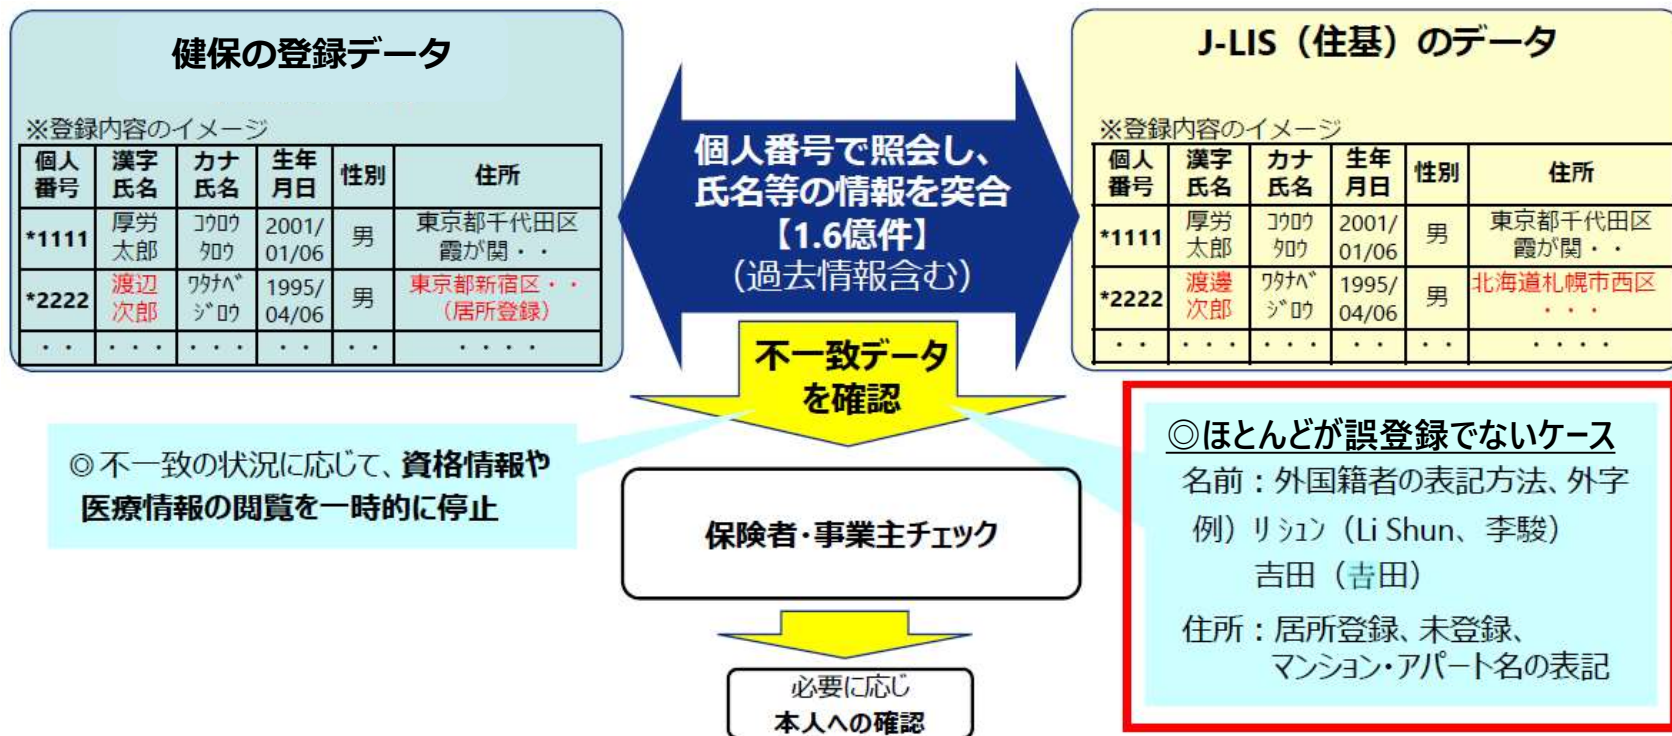 健保の登録データ
※登録内容のイメージ
個人番号 漢字氏名 カナ氏名 生年月日 性別 住所
*1111 厚労太郎 ｺｳﾛｳﾀﾛｳ 2001/01/06 男 東京都千代田区霞が関・・
*2222 渡辺次郎 ﾜﾀﾅﾍﾞｼﾞﾛｳ 1995/04/06 男 東京都新宿区・・（居所登録）
・・ ・・・ ・・・ ・・ ・・ ・・・・
個人番号で照会し、
氏名等の情報を突合
【1.6億件】
（過去情報含む）
J-LIS（住基）のデータ
※登録内容のイメージ
個人番号 漢字氏名 カナ氏名 生年月日 性別 住所
*1111 厚労太郎 ｺｳﾛｳﾀﾛｳ 2001/01/06 男 東京都千代田区霞が関・・
*2222 渡邊次郎 ﾜﾀﾅﾍﾞｼﾞﾛｳ 1995/04/06 男 北海道札幌市西区・・・
・・ ・・・ ・・・ ・・ ・・ ・・・・
不一致データ
を確認
◎不一致の状況に応じて、資格情報や
医療情報の閲覧を一時的に停止
保険者・事業主チェック
必要に応じ
本人への確認
◎ほとんどが誤登録でないケース
名前：外国籍者の表記方法、外字
例）ﾘ ｼｭﾝ（Li Shun、李駿）
吉田（𠮷田）
住所：居所登録、未登録、
マンション・アパート名の表記